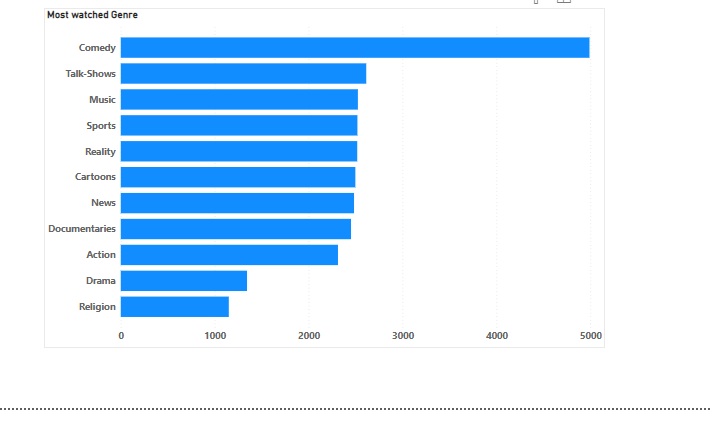 Most watched Genre
Comedy
Talk-Shows
Music
Sports
Reality
Cartoons
News
Documentaries
Action
Drama
Religion
0 1000 2000 3000 4000 5000